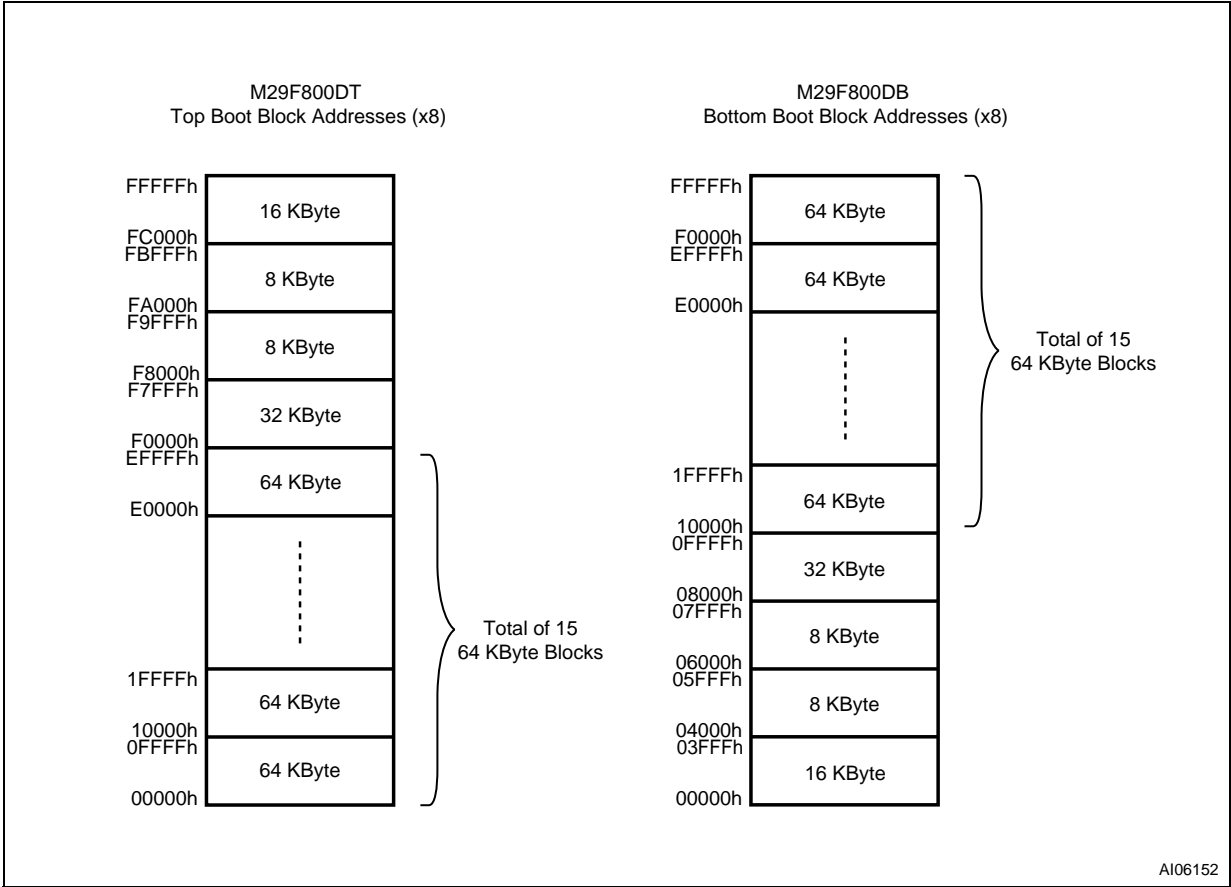 M29F800DT
Top Boot Block Addresses (x8)
FFFFFh
16 KByte
FC000h
FBFFFh
8 KByte
FA000h
F9FFFh
8 KByte
F8000h
F7FFFh
32 KByte
F0000h
EFFFFh
64 KByte
E0000h
Total of 15
64 KByte Blocks
1FFFFh
64 KByte
10000h
0FFFFh
64 KByte
00000h
M29F800DB
Bottom Boot Block Addresses (x8)
FFFFFh
64 KByte
F0000h
EFFFFh
64 KByte
E0000h
Total of 15
64 KByte Blocks
1FFFFh
64 KByte
10000h
0FFFFh
32 KByte
08000h
07FFFh
8 KByte
06000h
05FFFh
8 KByte
04000h
03FFFh
16 KByte
00000h
AI06152